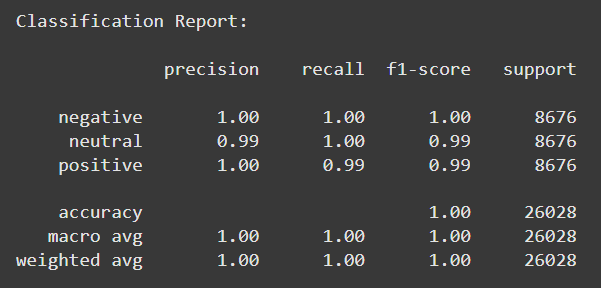 Classification Report:
precision recall f1-score support
negative 1.00 1.00 1.00 8676
neutral 0.99 1.00 0.99 8676
positive 1.00 0.99 0.99 8676
accuracy 1.00 26028
macro avg 1.00 1.00 1.00 26028
weighted avg 1.00 1.00 1.00 26028